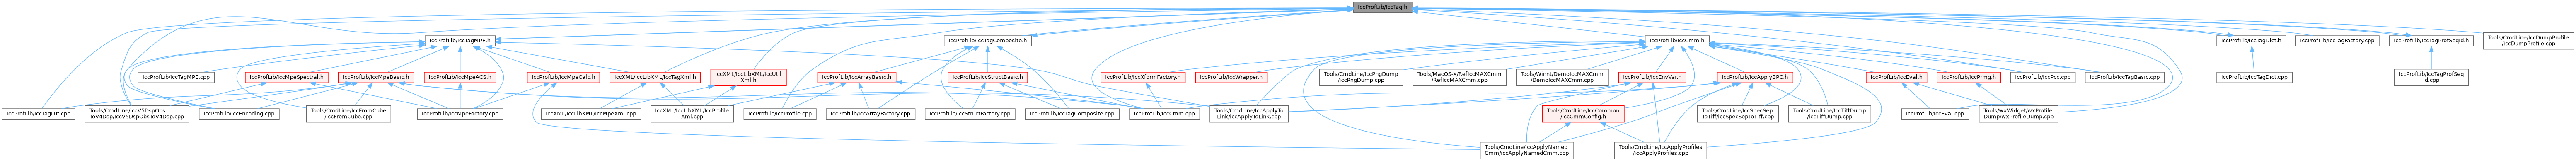 IccProfLib/IccTag.h
IccProfLib/IccTagMPE.h
IccProfLib/IccTagComposite.h
IccProfLib/IccCmm.h
IccProfLib/IccTagDict.h
IccProfLib/IccTagFactory.cpp
IccProfLib/IccTagProfSeqId.h
Tools/CmdLine/IccDumpProfile
/iccDumpProfile.cpp
IccProfLib/IccTagMPE.cpp
IccProfLib/IccMpeSpectral.h
IccProfLib/IccMpeBasic.h
IccProfLib/IccMpeACS.h
IccProfLib/IccMpeCalc.h
IccXML/IccLibXML/IccTagXml.h
IccXML/IccLibXML/IccUtil
Xml.h
IccProfLib/IccArrayBasic.h
IccProfLib/IccStructBasic.h
IccProfLib/IccXformFactory.h
IccProfLib/IccWrapper.h
Tools/CmdLine/IccPngDump
/iccPngDump.cpp
Tools/MacOS-X/RefIccMAXCmm
/RefIccMAXCmm.cpp
Tools/Winnt/DemoIccMAXCmm
/DemoIccMAXCmm.cpp
IccProfLib/IccEnvVar.h
IccProfLib/IccApplyBPC.h
IccProfLib/IccEval.h
IccProfLib/IccPrmg.h
IccProfLib/IccPcc.cpp
IccProfLib/IccTagBasic.cpp
IccProfLib/IccTagDict.cpp
IccProfLib/IccTagProfSeq
Id.cpp
IccProfLib/IccTagLut.cpp
Tools/CmdLine/IccV5DspObs
ToV4Dsp/IccV5DspObsToV4Dsp.cpp
IccProfLib/IccEncoding.cpp
Tools/CmdLine/IccFromCube
/iccFromCube.cpp
IccProfLib/IccMpeFactory.cpp
IccXML/IccLibXML/IccMpeXml.cpp
IccXML/IccLibXML/IccProfile
Xml.cpp
IccProfLib/IccProfile.cpp
IccProfLib/IccArrayFactory.cpp
IccProfLib/IccStructFactory.cpp
IccProfLib/IccTagComposite.cpp
IccProfLib/IccCmm.cpp
Tools/CmdLine/IccApplyTo
Link/iccApplyToLink.cpp
Tools/CmdLine/IccCommon
/IccCmmConfig.h
Tools/CmdLine/IccSpecSep
ToTiff/iccSpecSepToTiff.cpp
Tools/CmdLine/IccTiffDump
/iccTiffDump.cpp
IccProfLib/IccEval.cpp
Tools/wxWidget/wxProfile
Dump/wxProfileDump.cpp
Tools/CmdLine/IccApplyNamed
Cmm/iccApplyNamedCmm.cpp
Tools/CmdLine/IccApplyProfiles
/iccApplyProfiles.cpp